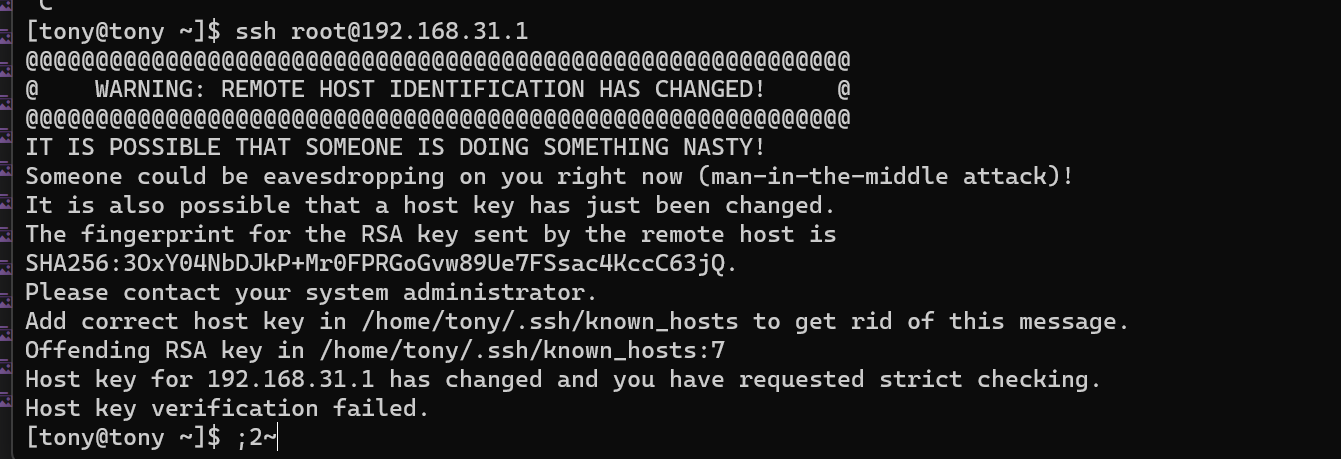 C
[tony@tony ~]$ ssh root@192.168.31.1
@@@@@@@@@@@@@@@@@@@@@@@@@@@@@@@@@@@@@@@@@@@@@@@@@@@@@@@@@@@
@    WARNING: REMOTE HOST IDENTIFICATION HAS CHANGED!     @
@@@@@@@@@@@@@@@@@@@@@@@@@@@@@@@@@@@@@@@@@@@@@@@@@@@@@@@@@@@
IT IS POSSIBLE THAT SOMEONE IS DOING SOMETHING NASTY!
Someone could be eavesdropping on you right now (man-in-the-middle attack)!
It is also possible that a host key has just been changed.
The fingerprint for the RSA key sent by the remote host is
SHA256:3OxY04NbDJkP+Mr0FPRGoGvw89Ue7FSsac4KccC63jQ.
Please contact your system administrator.
Add correct host key in /home/tony/.ssh/known_hosts to get rid of this message.
Offending RSA key in /home/tony/.ssh/known_hosts:7
Host key for 192.168.31.1 has changed and you have requested strict checking.
Host key verification failed.
[tony@tony ~]$ ;2~